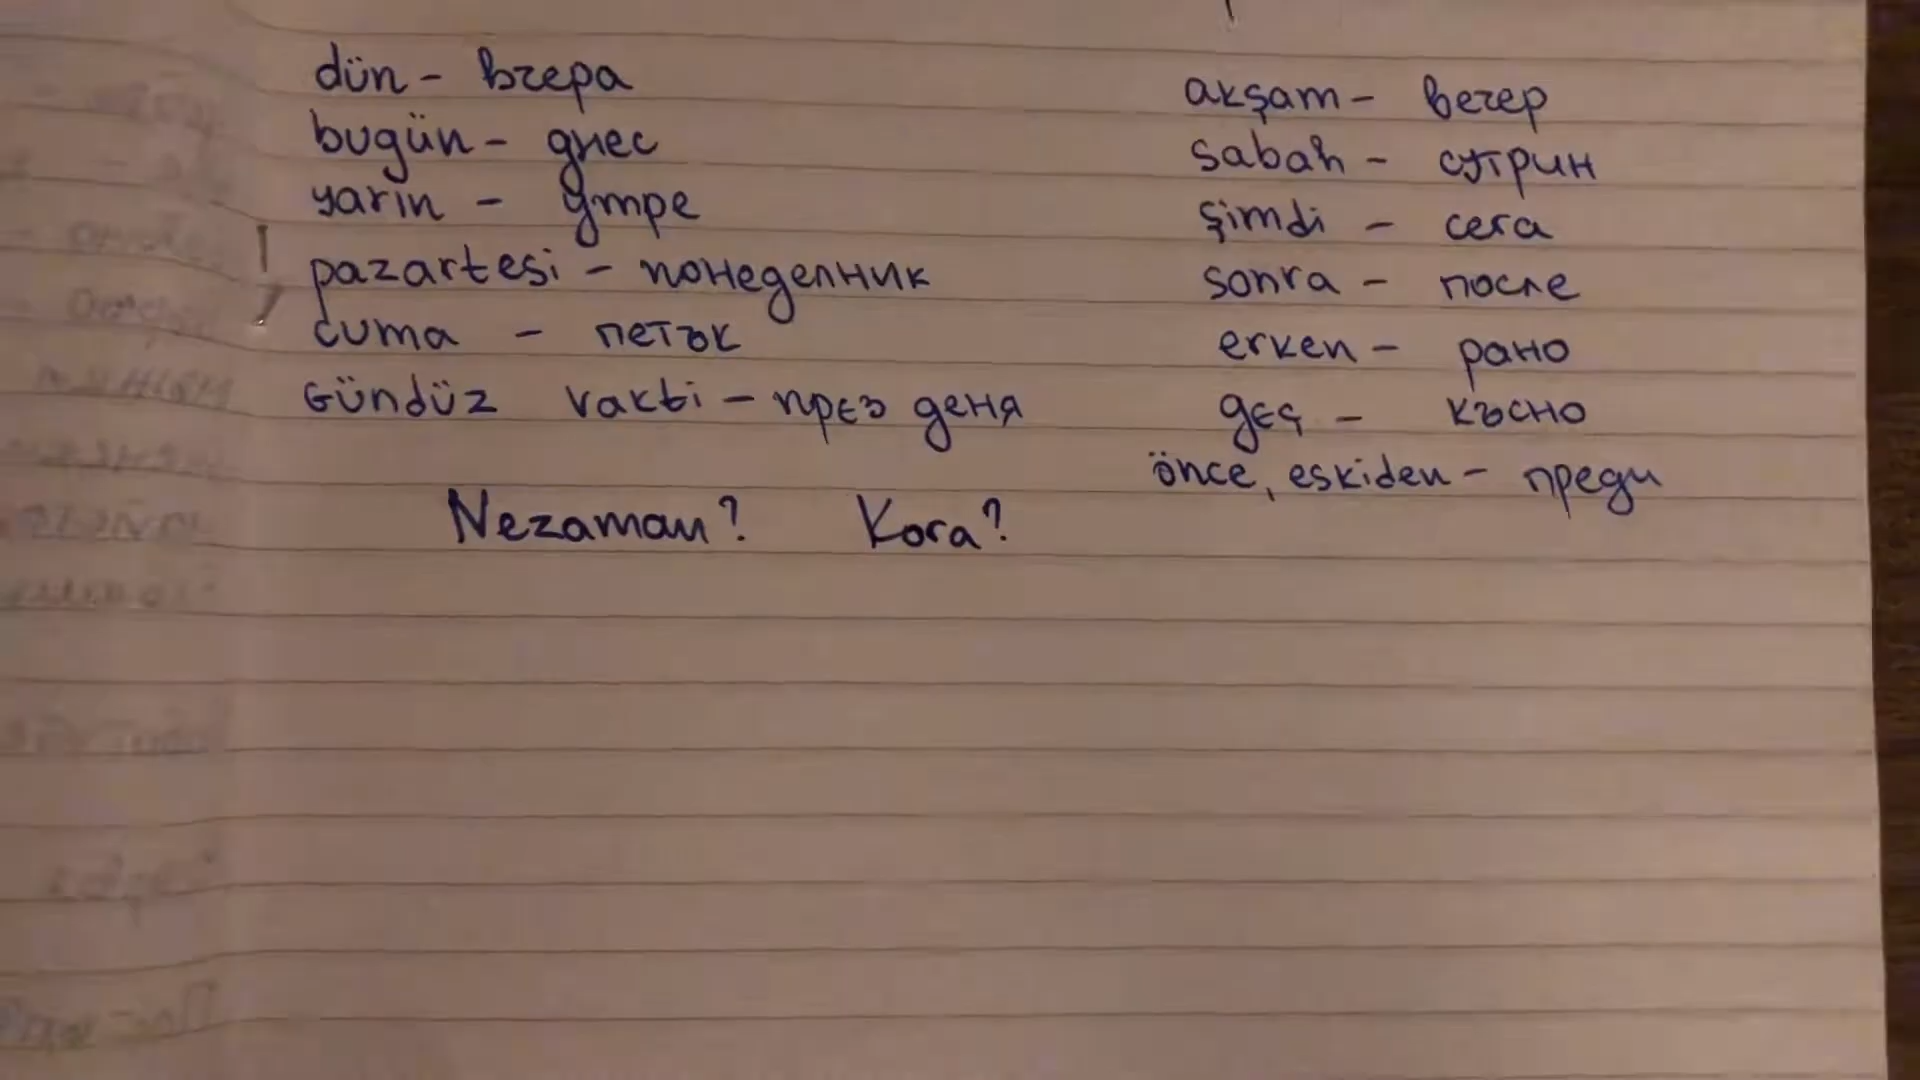 dün - вчера
bugün - днес
yarın - утре
pazartesi - понеделник
cuma - петък
Gündüz vakti - през деня
akşam - вечер
sabah - сутрин
şimdi - сега
sonra - после
erken - рано
geç - късно
önce, eskiden - преди
Nezaman? Кога?